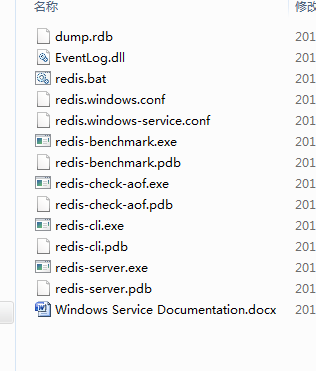 名称 修改
dump.rdb 201
EventLog.dll 201
redis.bat 201
redis.windows.conf 201
redis.windows-service.conf 201
redis-benchmark.exe 201
redis-benchmark.pdb 201
redis-check-aof.exe 201
redis-check-aof.pdb 201
redis-cli.exe 201
redis-cli.pdb 201
redis-server.exe 201
redis-server.pdb 201
Windows Service Documentation.docx 201